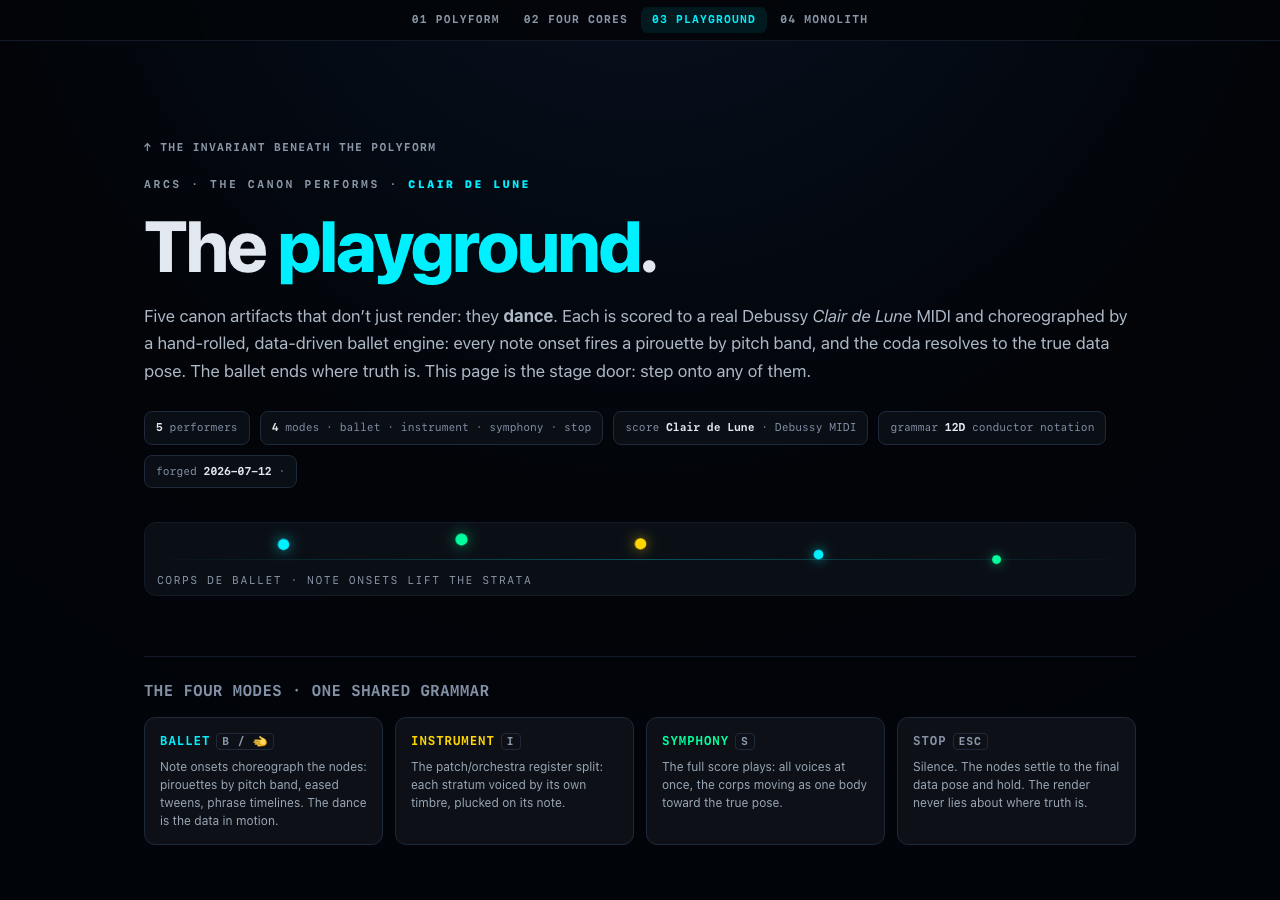 01 POLYFORM 02 FOUR CORES 03 PLAYGROUND 04 MONOLITH
↑ THE INVARIANT BENEATH THE POLYFORM
ARCS · THE CANON PERFORMS · CLAIR DE LUNE
The playground.
Five canon artifacts that don’t just render: they dance. Each is scored to a real Debussy Clair de Lune MIDI and choreographed by
a hand-rolled, data-driven ballet engine: every note onset fires a pirouette by pitch band, and the coda resolves to the true data
pose. The ballet ends where truth is. This page is the stage door: step onto any of them.
5 performers
4 modes · ballet · instrument · symphony · stop
score Clair de Lune · Debussy MIDI
grammar 12D conductor notation
forged 2026-07-12 ·
CORPS DE BALLET · NOTE ONSETS LIFT THE STRATA
THE FOUR MODES · ONE SHARED GRAMMAR
BALLET B / 🤏
Note onsets choreograph the nodes:
pirouettes by pitch band, eased
tweens, phrase timelines. The dance
is the data in motion.
INSTRUMENT I
The patch/orchestra register split:
each stratum voiced by its own
timbre, plucked on its note.
SYMPHONY S
The full score plays: all voices at
once, the corps moving as one body
toward the true pose.
STOP ESC
Silence. The nodes settle to the final
data pose and hold. The render
never lies about where truth is.